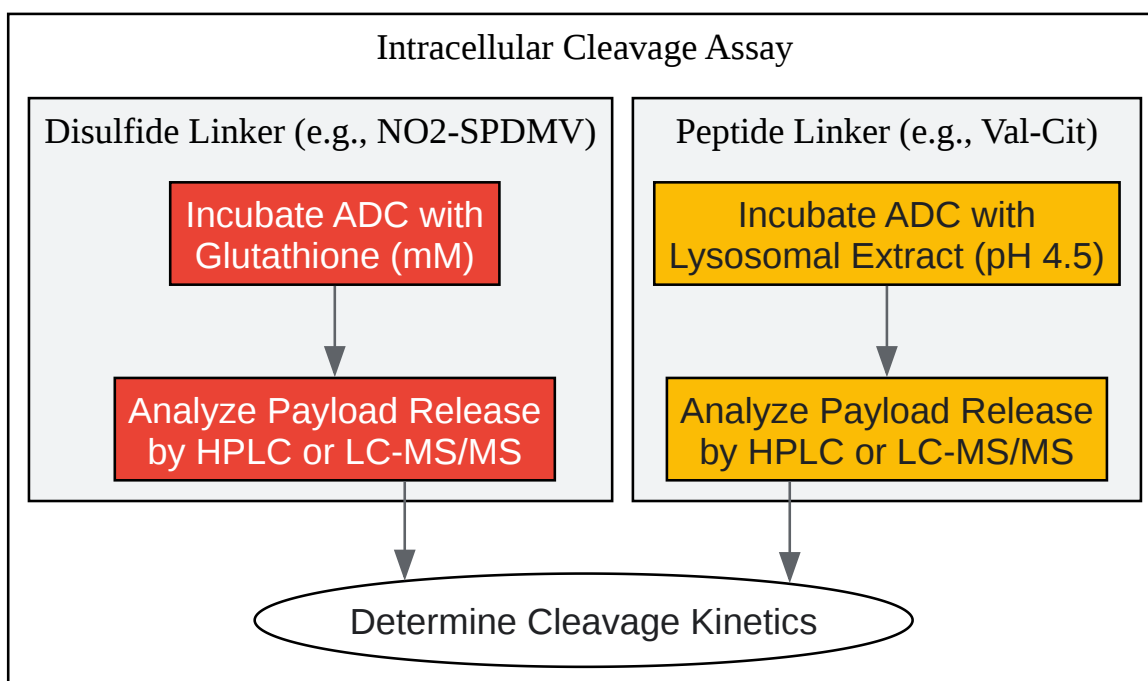 Intracellular Cleavage Assay
Disulfide Linker (e.g., NO2-SPDMV)
Incubate ADC with
Glutathione (mM)
Analyze Payload Release
by HPLC or LC-MS/MS
Peptide Linker (e.g., Val-Cit)
Incubate ADC with
Lysosomal Extract (pH 4.5)
Analyze Payload Release
by HPLC or LC-MS/MS
Determine Cleavage Kinetics